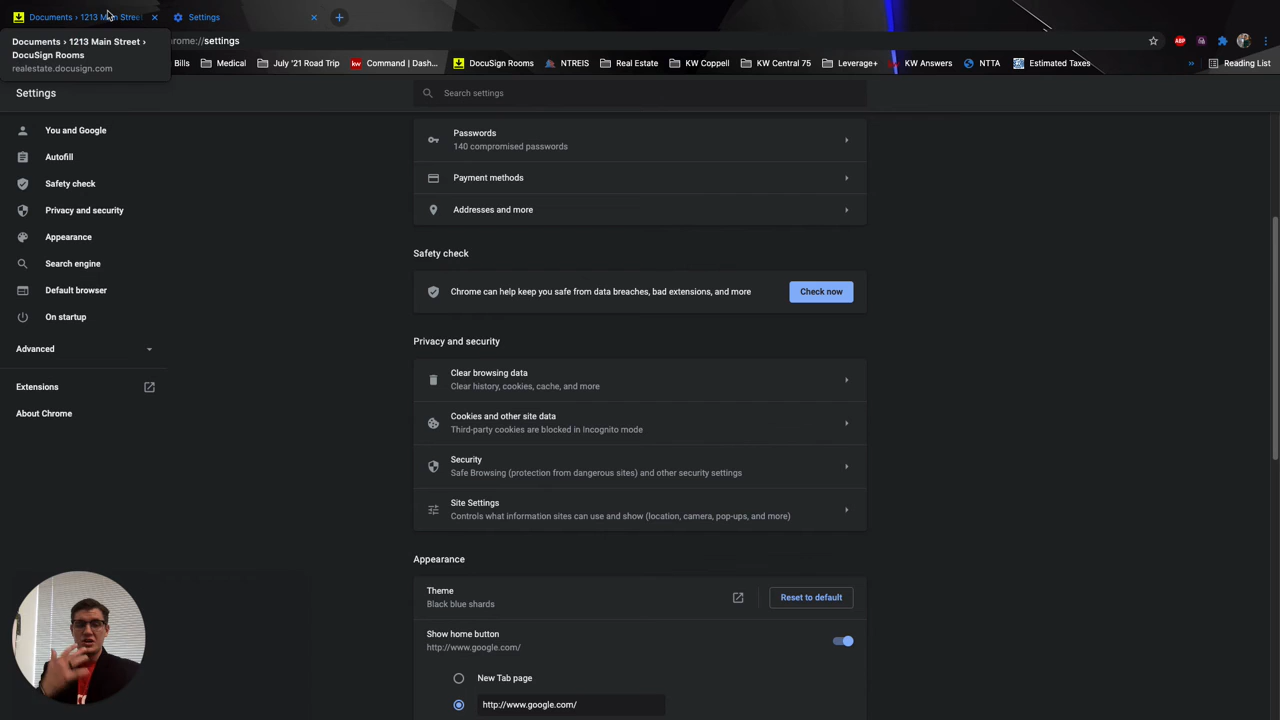 Documents › 1213 Main Street
Settings
Documents › 1213 Main Street ›
DocuSign Rooms
realestate.docusign.com
hrome://settings
Bills
Medical
July '21 Road Trip
Command | Dash...
DocuSign Rooms
NTREIS
Real Estate
KW Coppell
KW Central 75
Leverage+
KW Answers
NTTA
Estimated Taxes
»
Reading List
Settings
Search settings
You and Google
Autofill
Safety check
Privacy and security
Appearance
Search engine
Default browser
On startup
Advanced
Extensions
About Chrome
Passwords
140 compromised passwords
Payment methods
Addresses and more
Safety check
Chrome can help keep you safe from data breaches, bad extensions, and more
Check now
Privacy and security
Clear browsing data
Clear history, cookies, cache, and more
Cookies and other site data
Third-party cookies are blocked in Incognito mode
Security
Safe Browsing (protection from dangerous sites) and other security settings
Site Settings
Controls what information sites can use and show (location, camera, pop-ups, and more)
Appearance
Theme
Black blue shards
Reset to default
Show home button
http://www.google.com/
New Tab page
http://www.google.com/